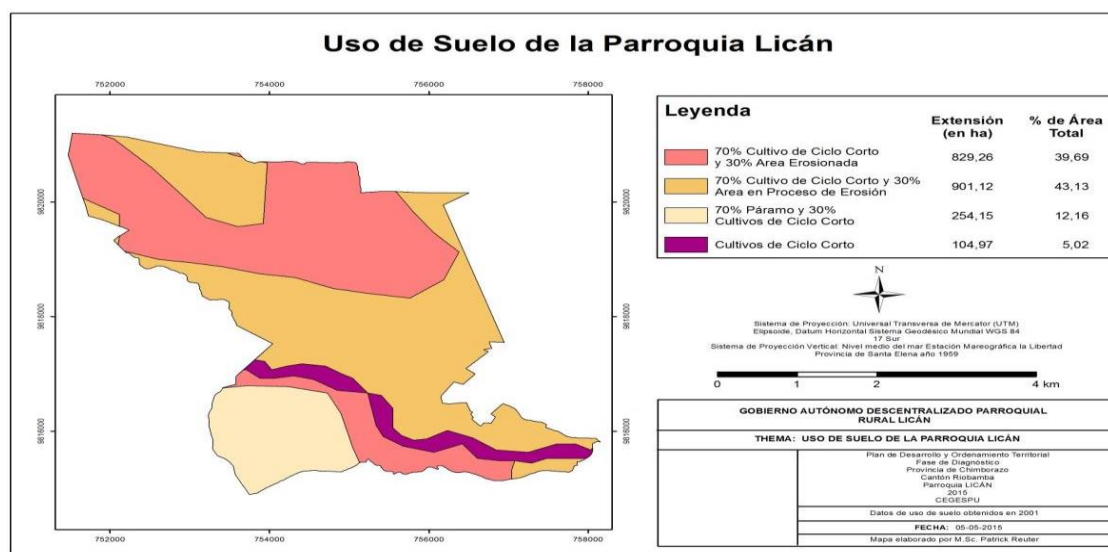 Uso de Suelo de la Parroquia Licán
752000 754000 756000 758000
9820000
9818000
9816000
752000 754000 756000 758000
Leyenda
Extensión (en ha)
% de Área Total
70% Cultivo de Ciclo Corto
y 30% Area Erosionada
829,26 39,69
70% Cultivo de Ciclo Corto y 30%
Area en Proceso de Erosión
901,12 43,13
70% Páramo y 30%
Cultivos de Ciclo Corto
254,15 12,16
Cultivos de Ciclo Corto 104,97 5,02
N
Sistema de Proyección: Universal Transversa de Mercator (UTM)
Elipsoide, Datum Horizontal Sistema Geodésico Mundial WGS 84
17 Sur
Sistema de Proyección Vertical: Nivel medio del mar Estación Mareográfica la Libertad
Provincia de Santa Elena año 1959
0 1 2 4 km
GOBIERNO AUTÓNOMO DESCENTRALIZADO PARROQUIAL
RURAL LICÁN
THEMA: USO DE SUELO DE LA PARROQUIA LICÁN
Plan de Desarrollo y Ordenamiento Territorial
Fase de Diagnóstico
Provincia de Chimborazo
Cantón Riobamba
Parroquia LICÁN
2015
CEGESPU
Datos de uso de suelo obtenidos en 2001
FECHA: 05-05-2015
Mapa elaborado por M.Sc. Patrick Reuter